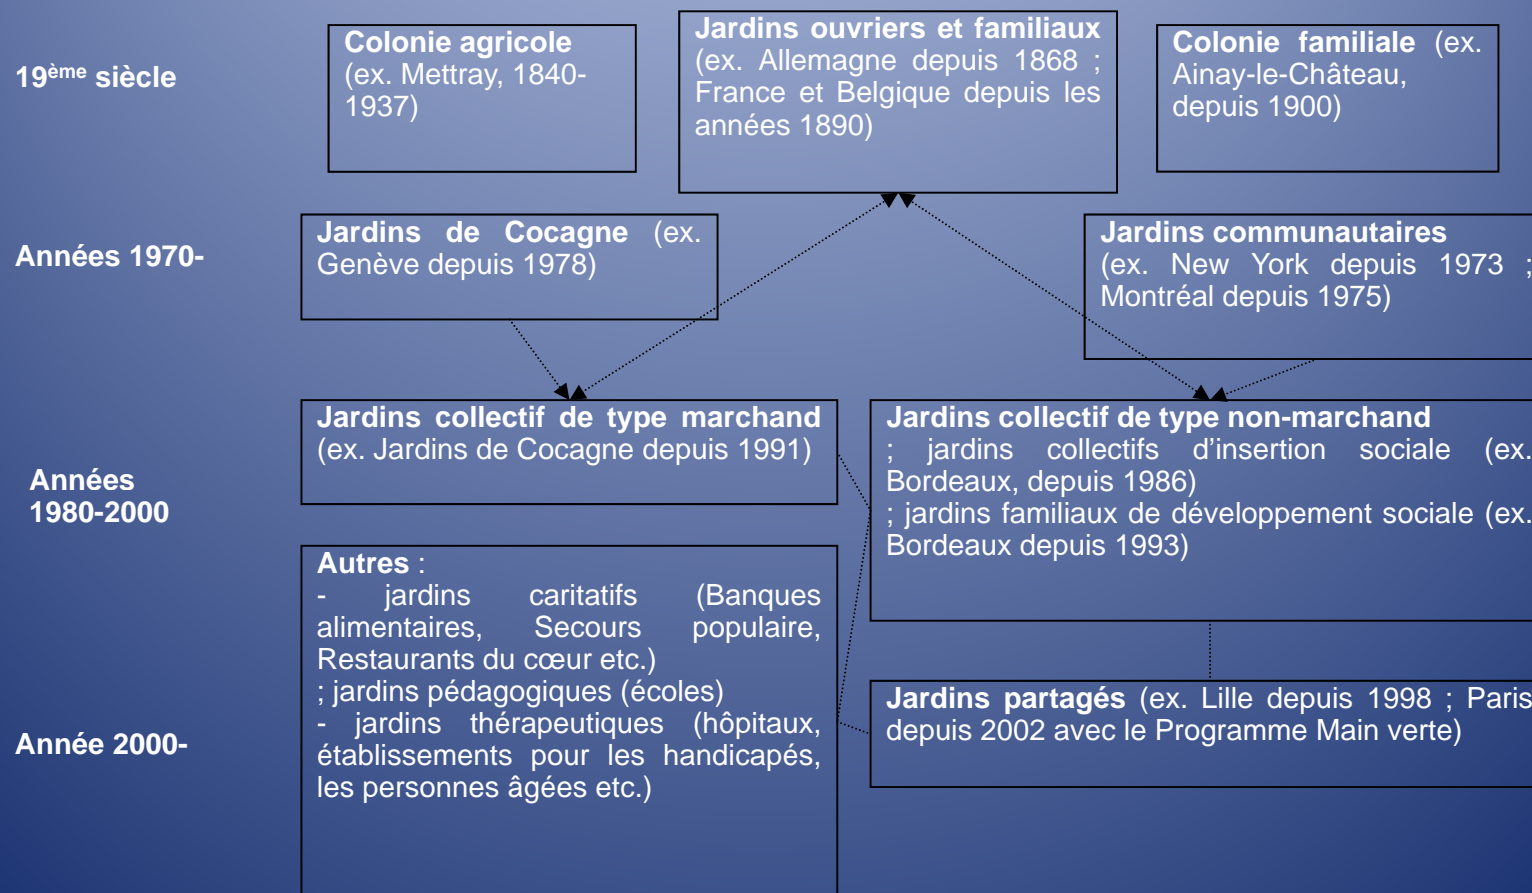 19ème siècle
Colonie agricole
(ex. Mettray, 1840-
1937)
Jardins ouvriers et familiaux
(ex. Allemagne depuis 1868 ;
France et Belgique depuis les
années 1890)
Colonie familiale (ex.
Ainay-le-Château,
depuis 1900)
Années 1970-
Jardins de Cocagne (ex.
Genève depuis 1978)
Jardins communautaires
(ex. New York depuis 1973 ;
Montréal depuis 1975)
Années
1980-2000
Jardins collectif de type marchand
(ex. Jardins de Cocagne depuis 1991)
Jardins collectif de type non-marchand
; jardins collectifs d’insertion sociale (ex.
Bordeaux, depuis 1986)
; jardins familiaux de développement sociale (ex.
Bordeaux depuis 1993)
Autres :
- jardins caritatifs (Banques
alimentaires, Secours populaire,
Restaurants du cœur etc.)
; jardins pédagogiques (écoles)
- jardins thérapeutiques (hôpitaux,
établissements pour les handicapés,
les personnes âgées etc.)
Année 2000-
Jardins partagés (ex. Lille depuis 1998 ; Paris
depuis 2002 avec le Programme Main verte)